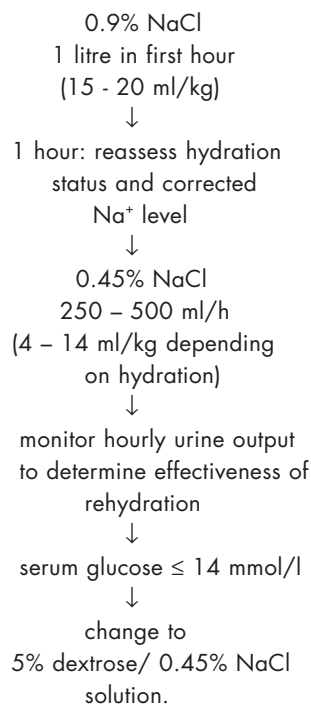 0.9% NaCl
1 litre in first hour
(15 - 20 ml/kg)
↓
1 hour: reassess hydration
status and corrected
Na⁺ level
↓
0.45% NaCl
250 – 500 ml/h
(4 – 14 ml/kg depending
on hydration)
↓
monitor hourly urine output
to determine effectiveness of
rehydration
↓
serum glucose ≤ 14 mmol/l
↓
change to
5% dextrose/ 0.45% NaCl
solution.